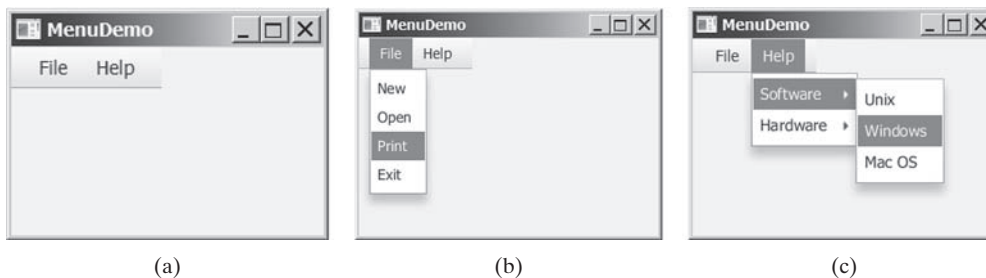 MenuDemo
File Help
(a)
MenuDemo
File Help
New
Open
Print
Exit
(b)
MenuDemo
File Help
Software
Hardware
Unix
Windows
Mac OS
(c)